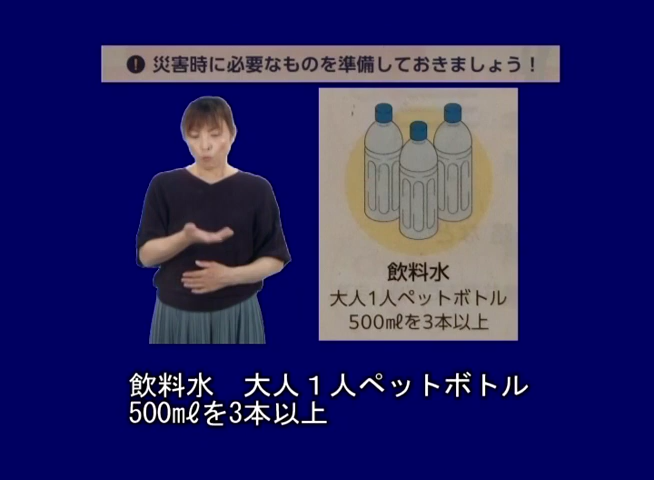 ! 災害時に必要なものを準備しておきましょう！
飲料水
大人1人ペットボトル
500㎖を3本以上
飲料水　大人１人ペットボトル
500㎖を3本以上